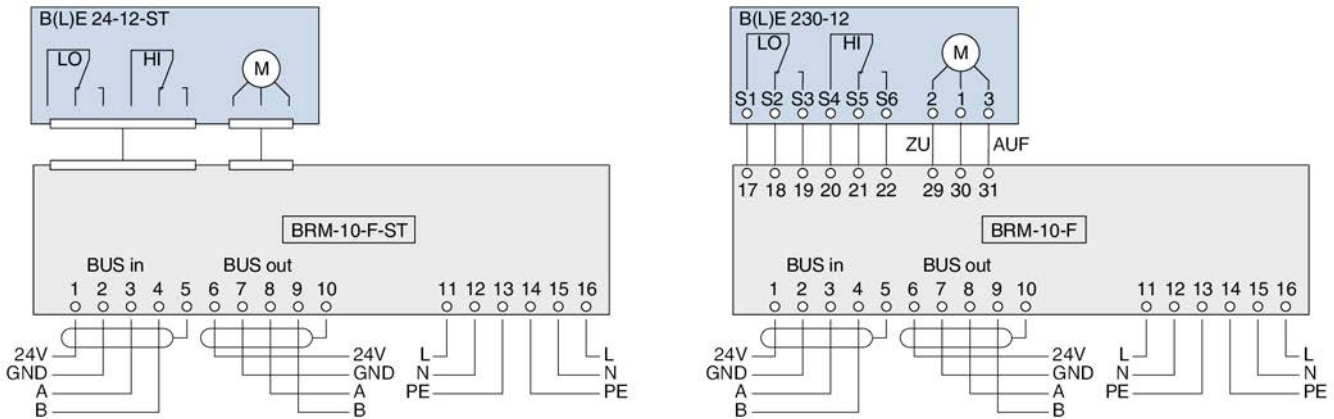 B(L)E 24-12-ST
LO HI M
BRM-10-F-ST
BUS in BUS out
1 2 3 4 5 6 7 8 9 10 11 12 13 14 15 16
24V 24V L L
GND GND N N
A A PE PE
B B
B(L)E 230-12
LO HI M
S1 S2 S3 S4 S5 S6 2 1 3
ZU AUF
17 18 19 20 21 22 29 30 31
BRM-10-F
BUS in BUS out
1 2 3 4 5 6 7 8 9 10 11 12 13 14 15 16
24V 24V L L
GND GND N N
A A PE PE
B B